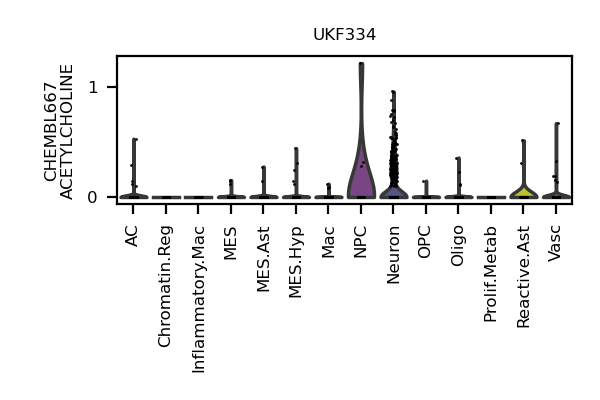 UKF334
CHEMBL667
ACETYLCHOLINE
1
0
AC
Chromatin.Reg
Inflammatory.Mac
MES
MES.Ast
MES.Hyp
Mac
NPC
Neuron
OPC
Oligo
Prolif.Metab
Reactive.Ast
Vasc